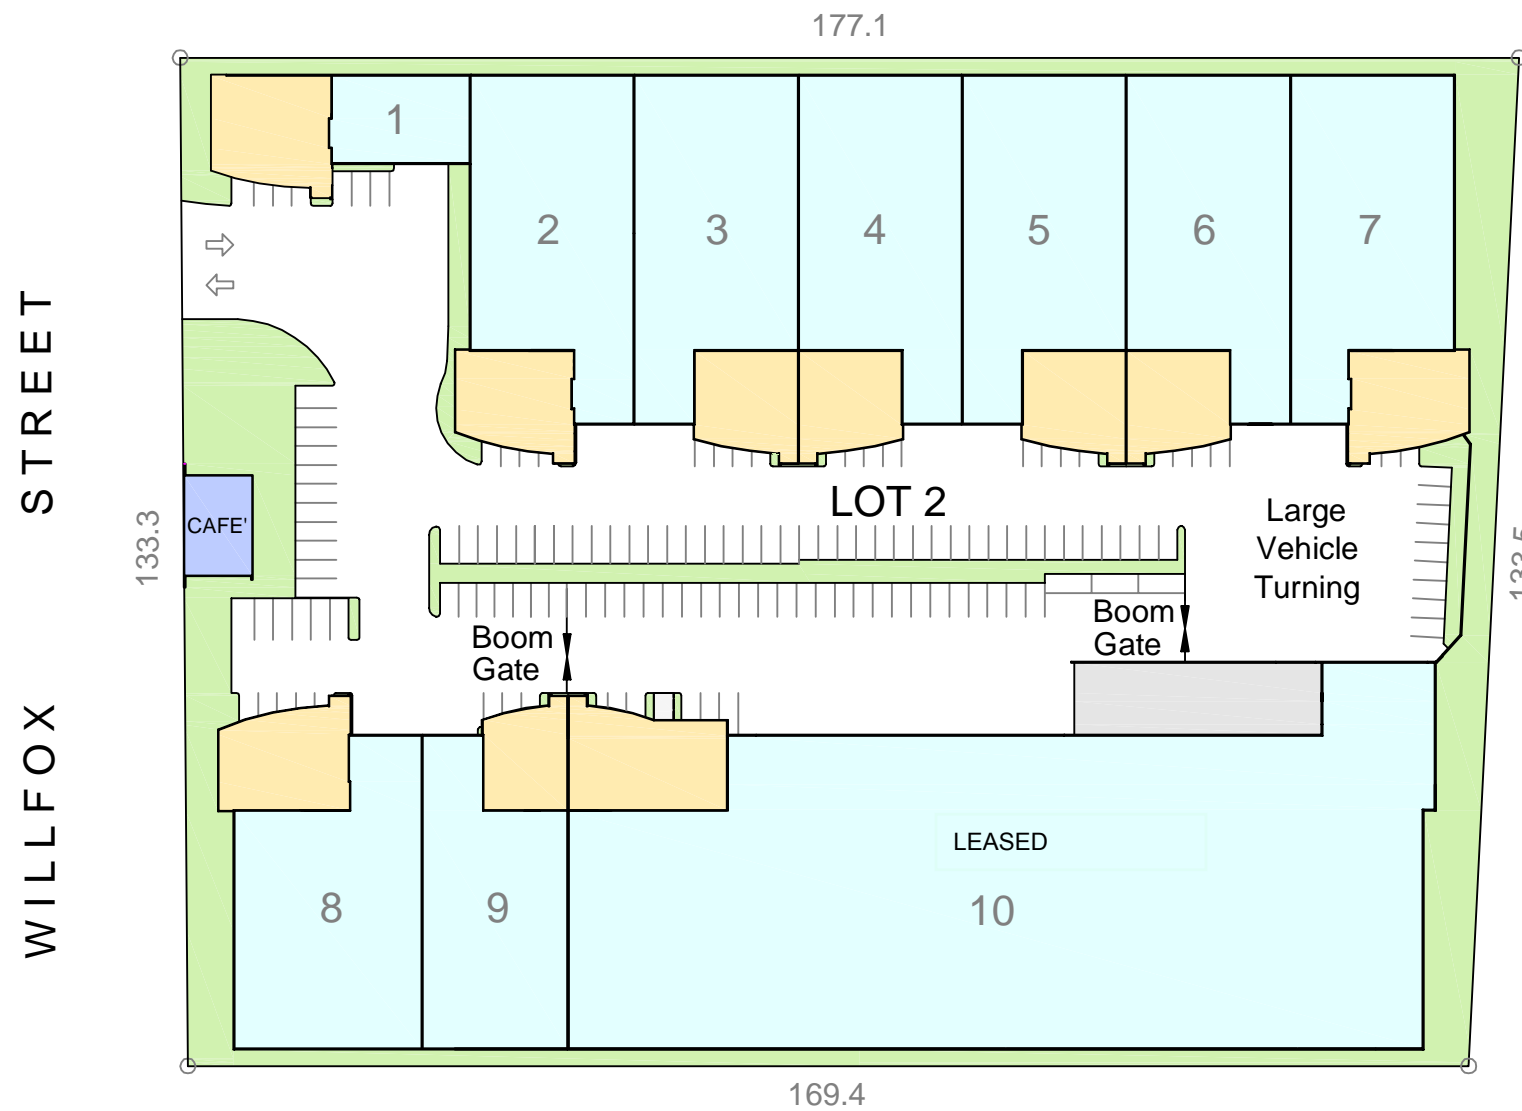 177.1
1
2
3
4
5
6
7
WILLFOX STREET
133.3
CAFE'
LOT 2
Large
Vehicle
Turning
Boom
Gate
Boom
Gate
8
9
LEASED
10
169.4